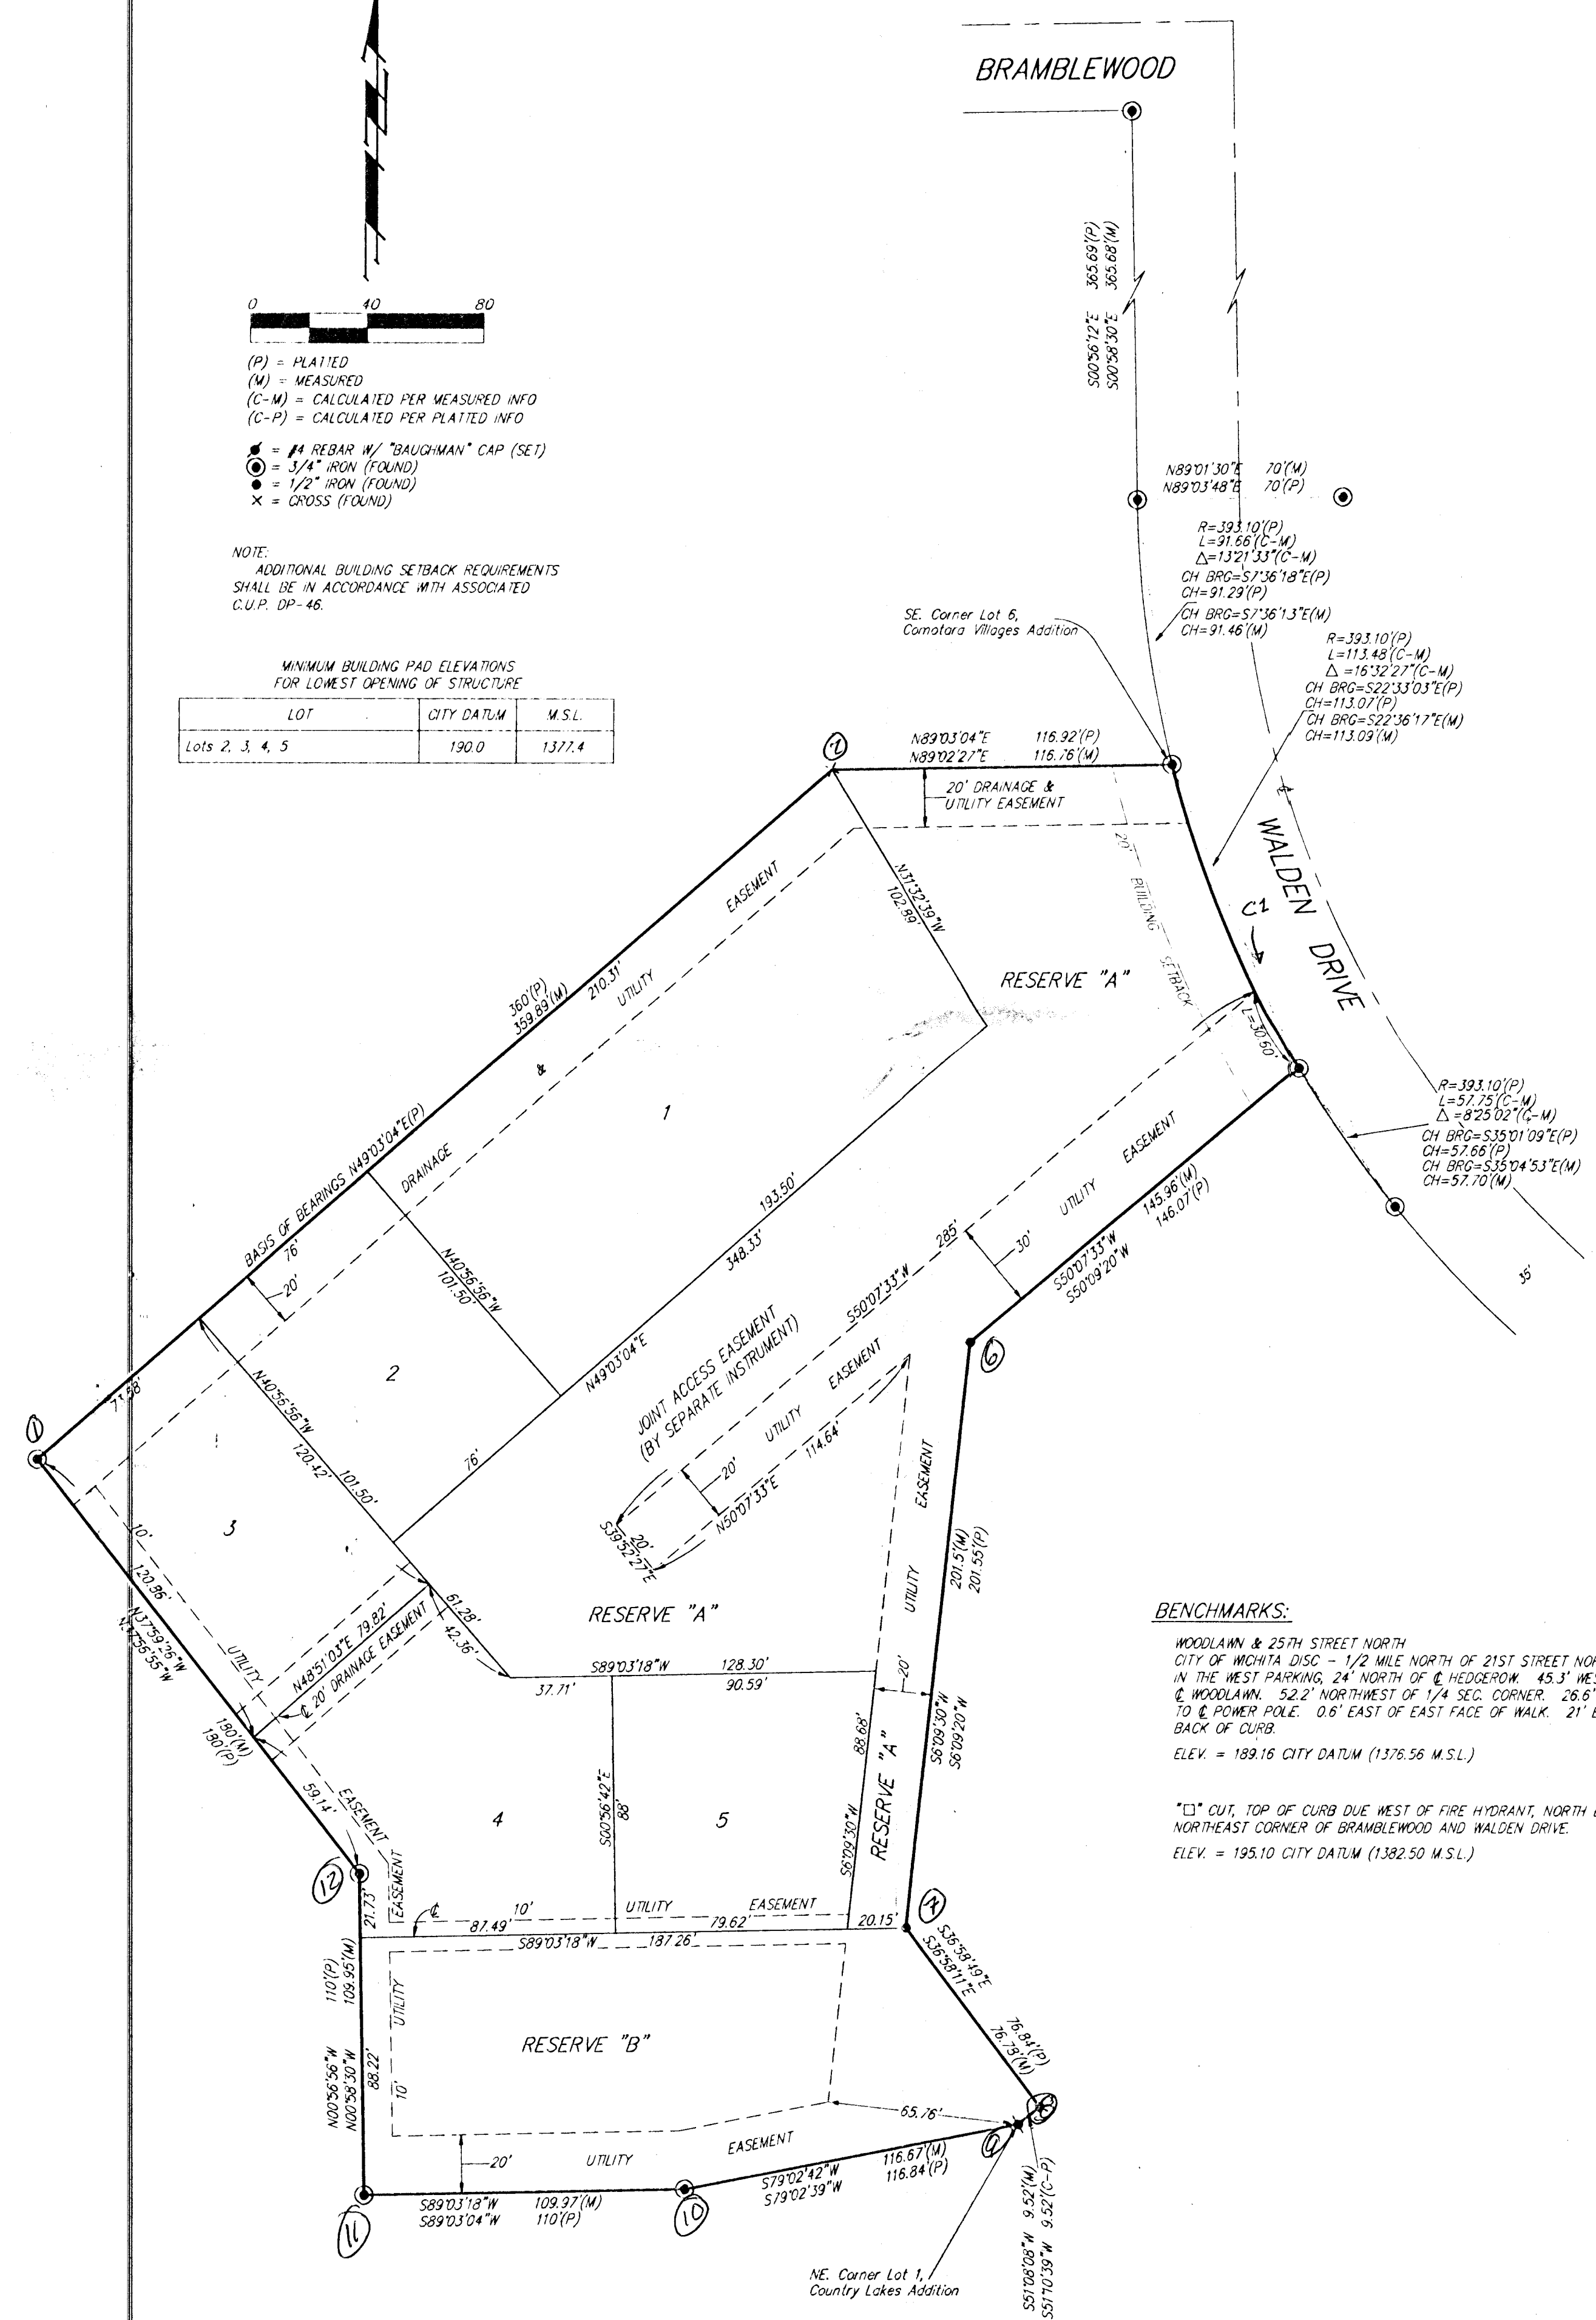 BRAMBLEWOOD
S00°56'12"E 365.69'(P)
S00°58'30"E 365.68'(M)
0 40 80
(P) = PLATTED
(M) = MEASURED
(C-M) = CALCULATED PER MEASURED INFO
(C-P) = CALCULATED PER PLATTED INFO
= #4 REBAR W/ "BAUGHMAN" CAP (SET)
= 3/4" IRON (FOUND)
= 1/2" IRON (FOUND)
× = CROSS (FOUND)
NOTE:
ADDITIONAL BUILDING SETBACK REQUIREMENTS
SHALL BE IN ACCORDANCE WITH ASSOCIATED
C.U.P. DP-46.
MINIMUM BUILDING PAD ELEVATIONS
FOR LOWEST OPENING OF STRUCTURE
LOT CITY DATUM M.S.L.
Lots 2, 3, 4, 5 190.0 1377.4
N89°01'30"E 70'(M)
N89°03'48"E 70'(P)
R=393.10'(P)
L=91.66'(C-M)
Δ=13°21'33"(C-M)
CH BRG=S7°36'18"E(P)
CH=91.29'(P)
CH BRG=S7°36'13"E(M)
CH=91.46'(M)
SE. Corner Lot 6,
Comotara Villages Addition
R=393.10'(P)
L=113.48'(C-M)
Δ =16°32'27"(C-M)
CH BRG=S22°33'03"E(P)
CH=113.07'(P)
CH BRG=S22°36'17"E(M)
CH=113.09'(M)
N89°03'04"E 116.92'(P)
N89°02'27"E 116.76'(M)
20' DRAINAGE &
UTILITY EASEMENT
20' BUILDING SETBACK
WALDEN DRIVE
C1
L=30.60'
N31°32'39"W
102.89'
RESERVE "A"
360'(P)
359.89'(M)
210.31'
DRAINAGE & UTILITY EASEMENT
1
BASIS OF BEARINGS N49°03'04"E(P)
76'
20'
N40°56'56"W
101.50'
193.50'
348.33'
N49°03'04"E
76'
2
R=393.10'(P)
L=57.75'(C-M)
Δ =8°25'02"(C-M)
CH BRG=S35°01'09"E(P)
CH=57.66'(P)
CH BRG=S35°04'53"E(M)
CH=57.70'(M)
35'
UTILITY EASEMENT
145.96'(M)
146.07'(P)
S50°07'33"W
S50°09'20"W
30'
S50°07'33"W 285'
JOINT ACCESS EASEMENT
(BY SEPARATE INSTRUMENT)
UTILITY EASEMENT
20'
N50°07'33"E 114.64'
20'
S39°52'27"E
6
1
73.58'
N40°56'56"W
120.42'
101.50'
3
10'
120.86'
N37°59'26"W
UTILITY
N48°51'03"E 79.82'
℄ 20' DRAINAGE EASEMENT
61.28'
42.36'
180'(M)
180'(P)
59.14'
EASEMENT
RESERVE "A"
UTILITY EASEMENT
201.5'(M)
201.55'(P)
S6°09'30"W
S6°09'20"W
20'
S89°03'18"W 128.30'
37.71' 90.59'
88.68'
S6°09'30"W
RESERVE "A"
S00°56'42"E
88'
4
5
BENCHMARKS:
WOODLAWN & 25TH STREET NORTH
CITY OF WICHITA DISC - 1/2 MILE NORTH OF 21ST STREET
IN THE WEST PARKING, 24' NORTH OF ℄ HEDGEROW. 45.3'
℄ WOODLAWN. 52.2' NORTHWEST OF 1/4 SEC. CORNER. 26.6'
TO ℄ POWER POLE. 0.6' EAST OF EAST FACE OF WALK. 21'
BACK OF CURB.
ELEV. = 189.16 CITY DATUM (1376.56 M.S.L.)
"□" CUT, TOP OF CURB DUE WEST OF FIRE HYDRANT, NORTH
NORTHEAST CORNER OF BRAMBLEWOOD AND WALDEN DRIVE.
ELEV. = 195.10 CITY DATUM (1382.50 M.S.L.)
12
21.73'
EASEMENT
℄ 10' UTILITY EASEMENT
87.49' 79.62' 20.15'
S89°03'18"W 187.26'
7
S36°58'49"E
S36°58'11"E
76.84'(P)
76.73'(M)
110'(P)
109.95'(M)
UTILITY
RESERVE "B"
N00°56'56"W
N00°58'30"W
88.22'
10'
65.76'
8
9
20' UTILITY EASEMENT
116.67'(M)
116.84'(P)
S79°02'42"W
S79°02'39"W
S89°03'18"W 109.97'(M)
S89°03'04"W 110'(P)
11
10
S51°08'08"W 9.52'(M)
S51°10'39"W 9.52'(C-P)
NE. Corner Lot 1,
Country Lakes Addition